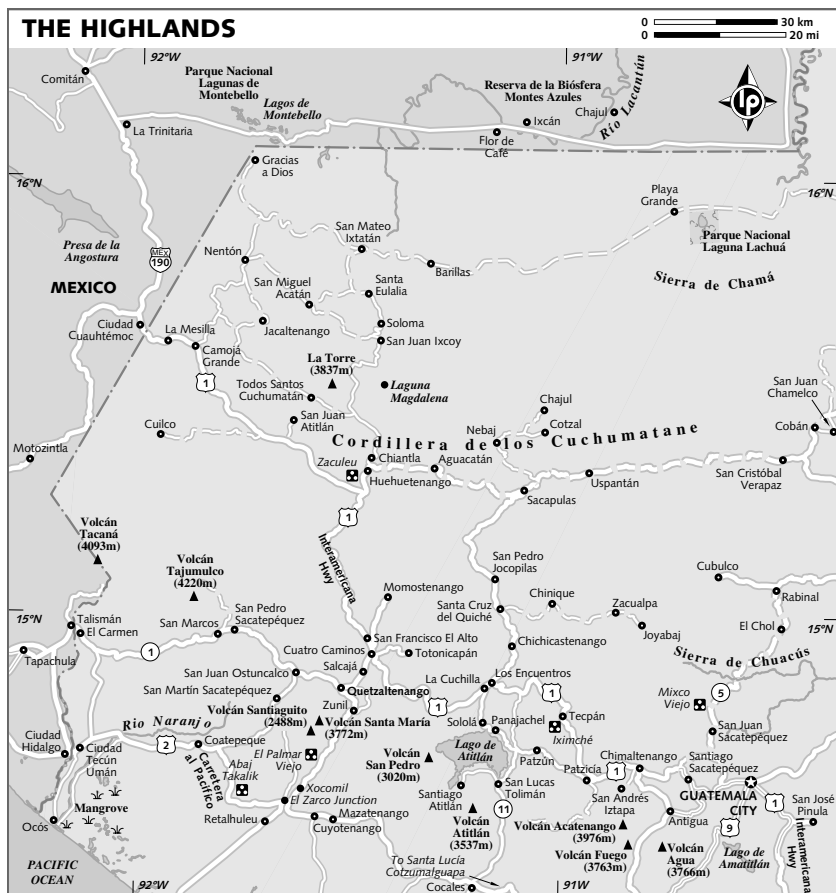 THE HIGHLANDS
0 30 km
0 20 mi
92°W
91°W
Comitán
Parque Nacional
Lagunas de
Montebello
Lagos de
Montebello
Reserva de la Biósfera
Montes Azules
Ixcán
Chajul
Río Lacantún
lp
La Trinitaria
Flor de
Café
Gracias
a Dios
16°N
16°N
Playa
Grande
Parque Nacional
Laguna Lachuá
San Mateo
Ixtatán
Presa de la
Angostura
MEX
190
Nentón
Barillas
Sierra de Chamá
MEXICO
San Miguel
Acatán
Santa
Eulalia
Ciudad
Cuauhtémoc
La Mesilla
Jacaltenango
Soloma
San Juan Ixcoy
Camojá
Grande
La Torre
(3837m)
1
Laguna
Magdalena
San Juan
Chamelco
Todos Santos
Cuchumatán
Chajul
San Juan
Atitlán
Cuilco
Nebaj
Cotzal
Cobán
Cordillera de los Cuchumatane
Motozintla
Zaculeu
Chiantla
Aguacatán
Huehuetenango
Uspantán
San Cristóbal
Verapaz
Sacapulas
Volcán
Tacaná
(4093m)
1
Interamericana
Hwy
Volcán
Tajumulco
(4220m)
San Pedro
Jocopilas
Cubulco
Momostenango
Chinique
Rabinal
15°N
15°N
Talismán
El Carmen
San Marcos
San Pedro
Sacatepéquez
Santa Cruz
del Quiché
Zacualpa
Joyabaj
El Chol
1
San Francisco El Alto
Tapachula
Cuatro Caminos
Totonicapán
Chichicastenango
Sierra de Chuacús
San Juan Ostuncalco
Salcajá
La Cuchilla
Los Encuentros
5
San Martín Sacatepéquez
Quetzaltenango
1
1
Mixco
Viejo
Zunil
Volcán Santiaguito
(2488m)
Volcán Santa María
(3772m)
Río Naranjo
Sololá
Panajachel
Tecpán
Iximché
San Juan
Sacatepéquez
Ciudad
Hidalgo
Ciudad
Tecún
Umán
2
Coatepeque
El Palmar
Viejo
Volcán
San Pedro
(3020m)
Lago de
Atitlán
Patzún
Chimaltenango
Santiago
Sacatepéquez
Carretera
al Pacífico
Abaj
Takalik
Patzicía
1
Xocomil
Santiago
Atitlán
San Lucas
Tolimán
San Andrés
Iztapa
GUATEMALA
CITY
Mangrove
El Zarco Junction
11
Antigua
1
San José
Pinula
Ocós
Retalhuleu
Mazatenango
Cuyotenango
Volcán
Atitlán
(3537m)
Volcán Acatenango
(3976m)
9
Volcán Fuego
(3763m)
Volcán
Agua
(3766m)
Lago de
Amatitlán
Interamericana
Hwy
PACIFIC
OCEAN
To Santa Lucía
Cotzumalguapa
Cocales
92°W
91°W